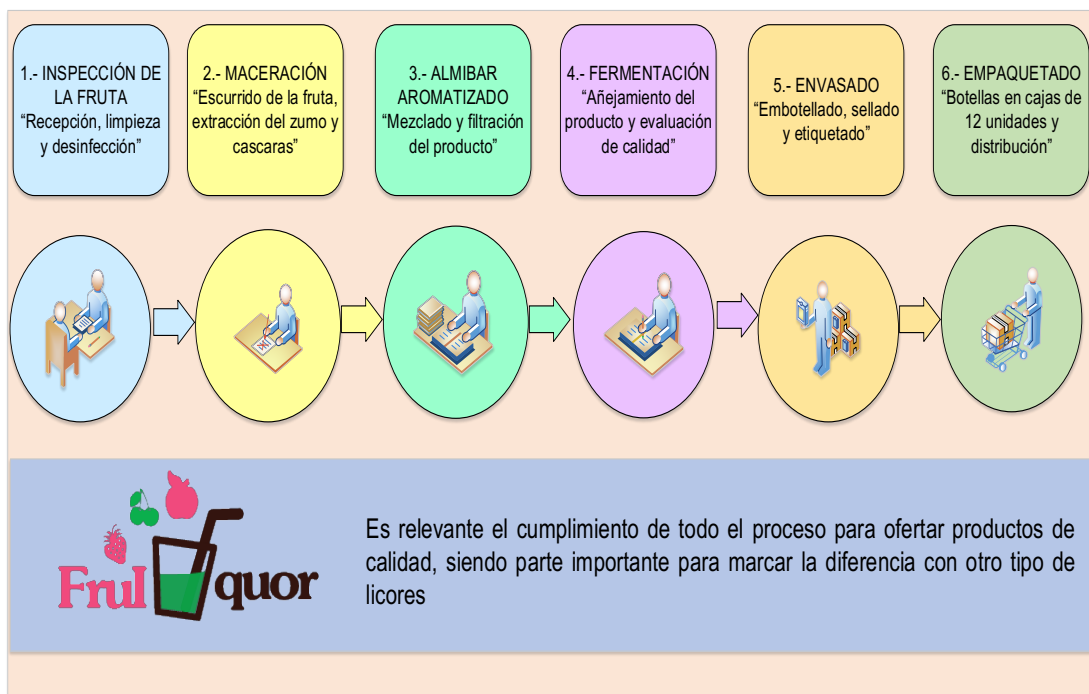 1.- INSPECCIÓN DE
LA FRUTA
“Recepción, limpieza
y desinfección”
2.- MACERACIÓN
“Escurrido de la fruta,
extracción del zumo y
cascaras”
3.- ALMIBAR
AROMATIZADO
“Mezclado y filtración
del producto”
4.- FERMENTACIÓN
“Añejamiento del
producto y evaluación
de calidad”
5.- ENVASADO
“Embotellado, sellado
y etiquetado”
6.- EMPAQUETADO
“Botellas en cajas de
12 unidades y
distribución”
Frul quor
Es relevante el cumplimiento de todo el proceso para ofertar productos de
calidad, siendo parte importante para marcar la diferencia con otro tipo de
licores